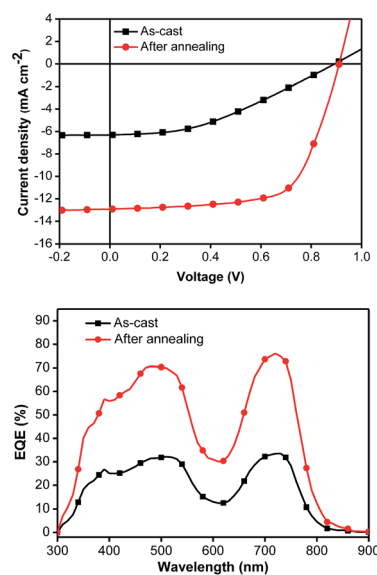 4
2
0
-2
-4
-6
-8
-10
-12
-14
-16
-0.2 0.0 0.2 0.4 0.6 0.8 1.0
Current density (mA cm-2)
Voltage (V)
As-cast
After annealing
90
80
70
60
50
40
30
20
10
0
300 400 500 600 700 800 900
EQE (%)
Wavelength (nm)
As-cast
After annealing